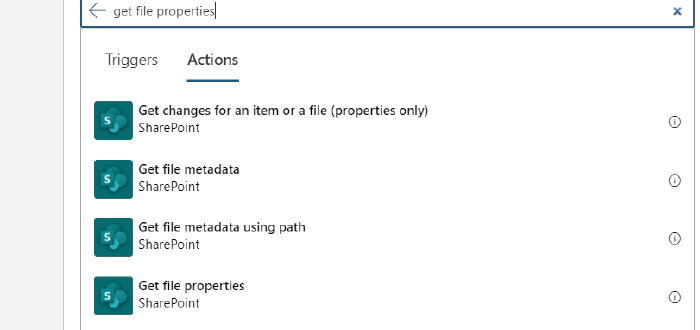 get file properties
Triggers Actions
Get changes for an item or a file (properties only)
SharePoint
Get file metadata
SharePoint
Get file metadata using path
SharePoint
Get file properties
SharePoint